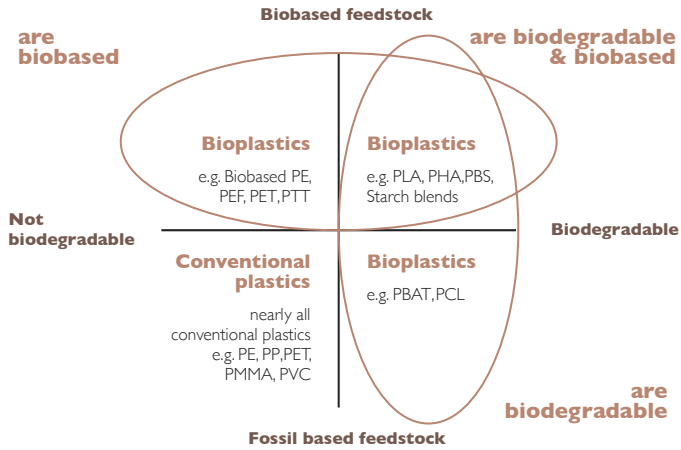 Biobased feedstock
are
biobased
are biodegradable
& biobased
Bioplastics
e.g. Biobased PE,
PEF, PET, PTT
Bioplastics
e.g. PLA, PHA,PBS,
Starch blends
Not
biodegradable
Biodegradable
Conventional
plastics
nearly all
conventional plastics
e.g. PE, PP,PET,
PMMA, PVC
Bioplastics
e.g. PBAT,PCL
are
biodegradable
Fossil based feedstock